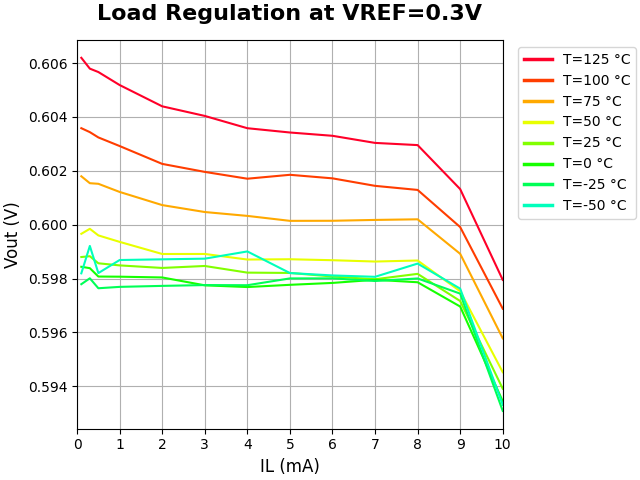 Load Regulation at VREF=0.3V
Vout (V)
0.606
0.604
0.602
0.600
0.598
0.596
0.594
0 1 2 3 4 5 6 7 8 9 10
IL (mA)
T=125 °C
T=100 °C
T=75 °C
T=50 °C
T=25 °C
T=0 °C
T=-25 °C
T=-50 °C